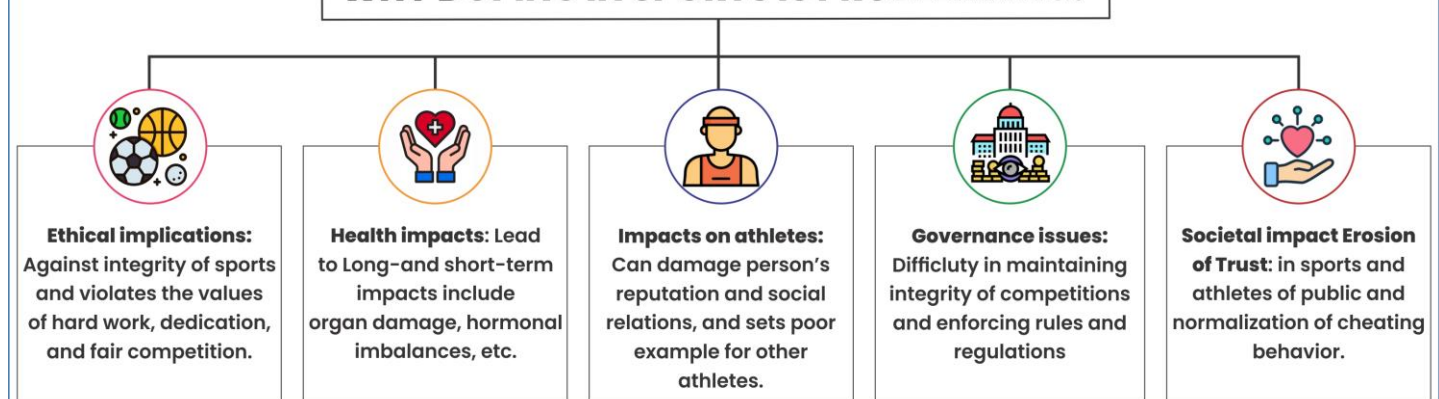 Ethical implications:
Against integrity of sports
and violates the values
of hard work, dedication,
and fair competition.
Health impacts: Lead
to Long-and short-term
impacts include
organ damage, hormonal
imbalances, etc.
Impacts on athletes:
Can damage person's
reputation and social
relations, and sets poor
example for other
athletes.
Governance issues:
Difficluty in maintaining
integrity of competitions
and enforcing rules and
regulations
Societal impact Erosion
of Trust: in sports and
athletes of public and
normalization of cheating
behavior.